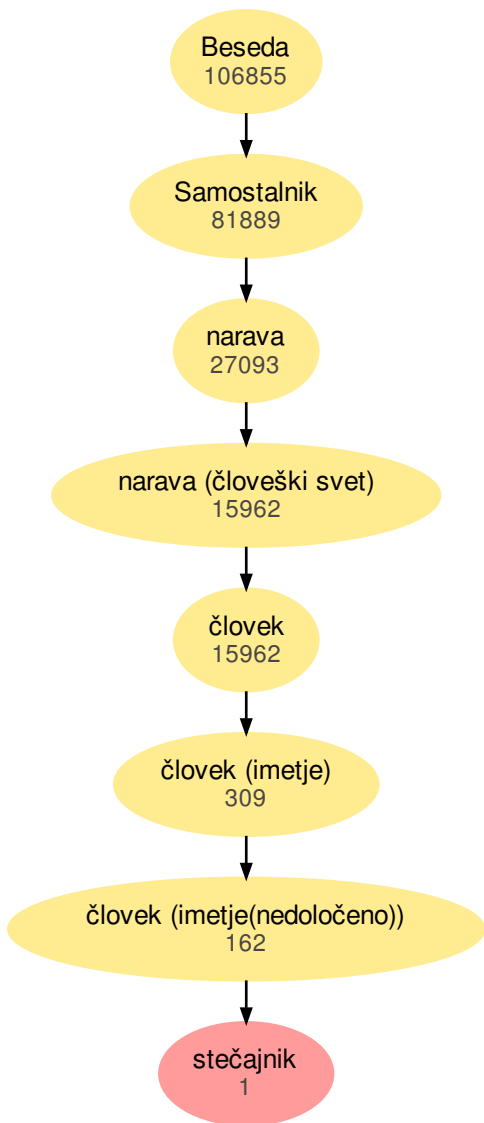 Beseda
106855
Samostalnik
81889
narava
27093
narava (človeški svet)
15962
človek
15962
človek (imetje)
309
človek (imetje(nedoločeno))
162
stečajnik
1